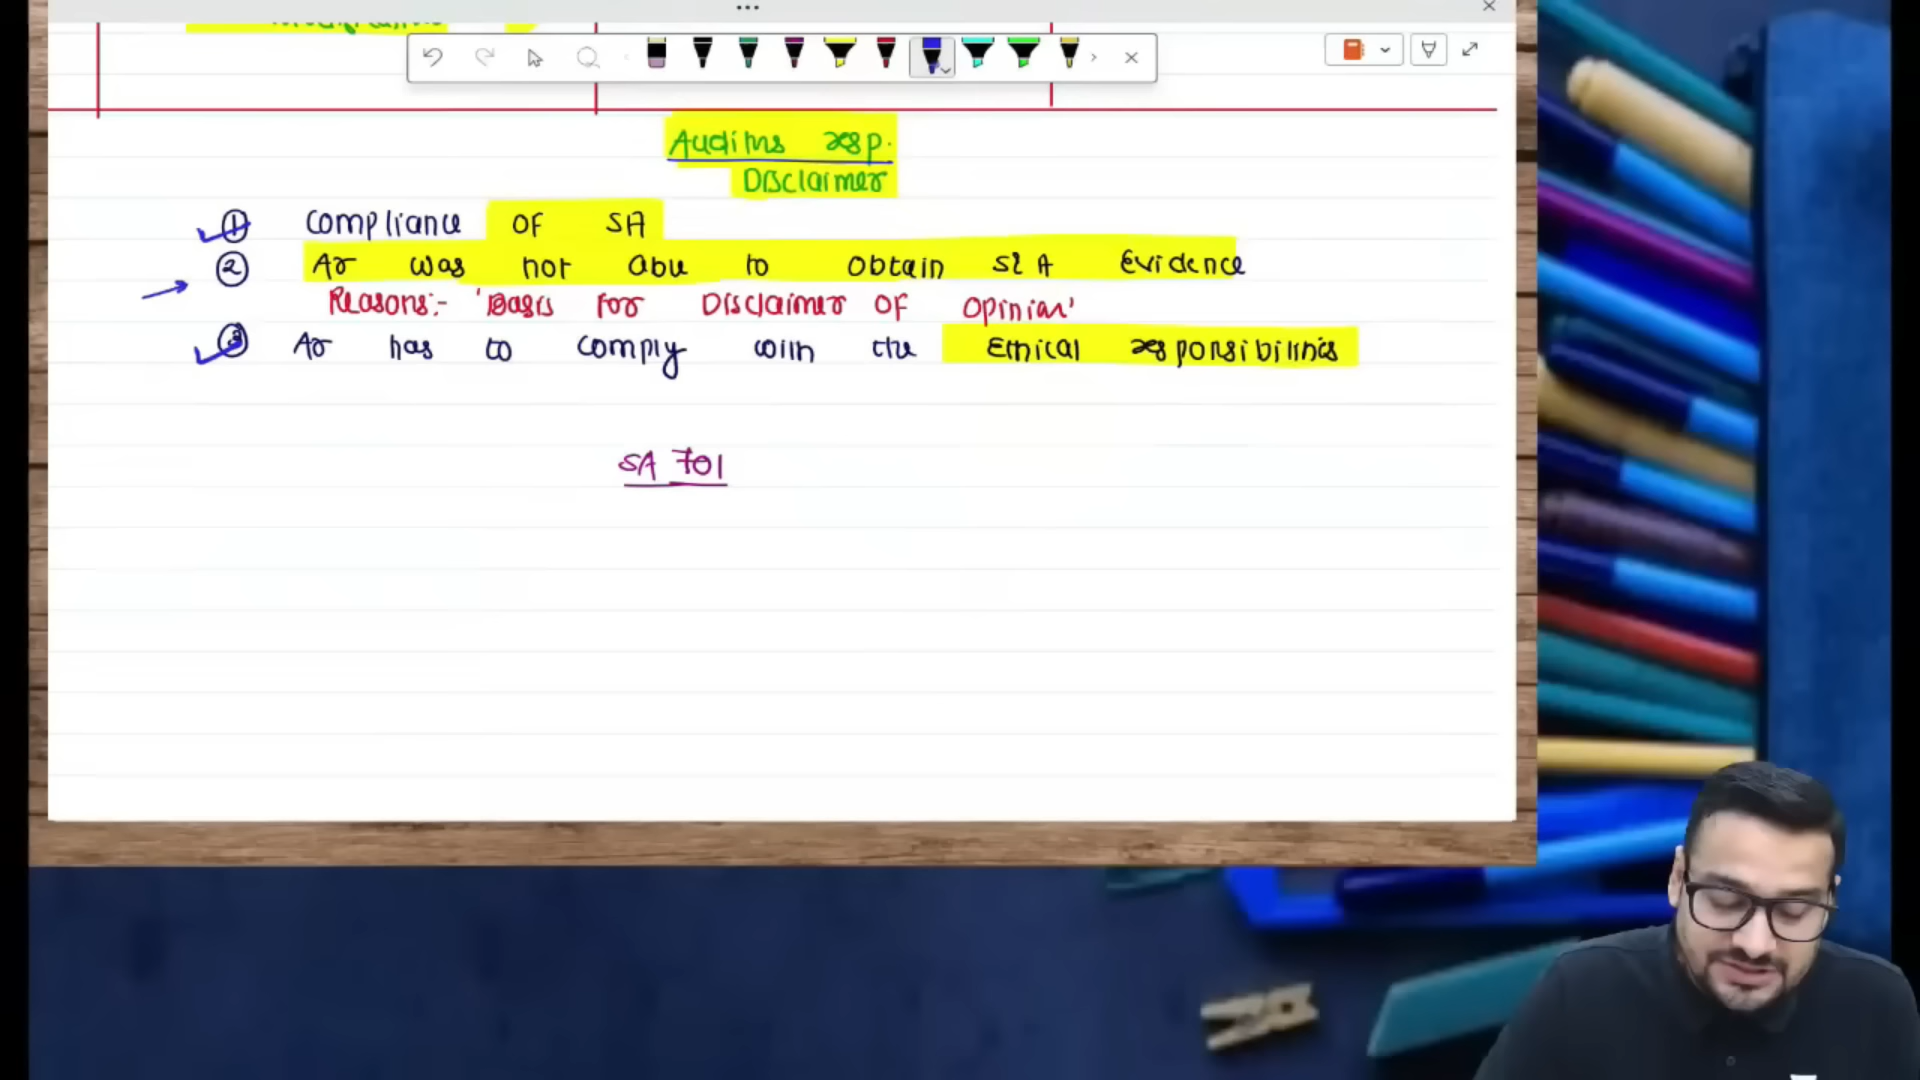 Auditors resp.
Disclaimer
① Compliance OF SA
② Ar was not able to obtain S&A Evidence
Reasons:- 'Basis for Disclaimer OF Opinion'
③ Ar has to comply with the Ethical responsibilities
SA 701